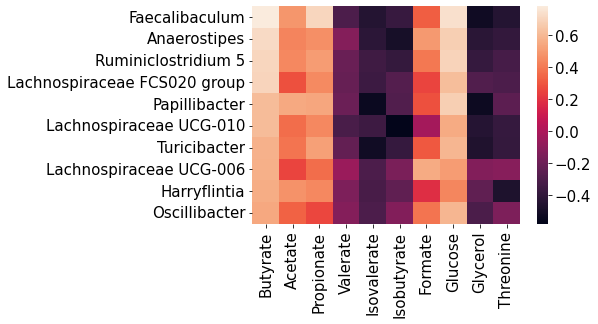 Faecalibaculum
Anaerostipes
Ruminiclostridium 5
Lachnospiraceae FCS020 group
Papillibacter
Lachnospiraceae UCG-010
Turicibacter
Lachnospiraceae UCG-006
Harryflintia
Oscillibacter
Butyrate
Acetate
Propionate
Valerate
Isovalerate
Isobutyrate
Formate
Glucose
Glycerol
Threonine
0.6
0.4
0.2
0.0
−0.2
−0.4